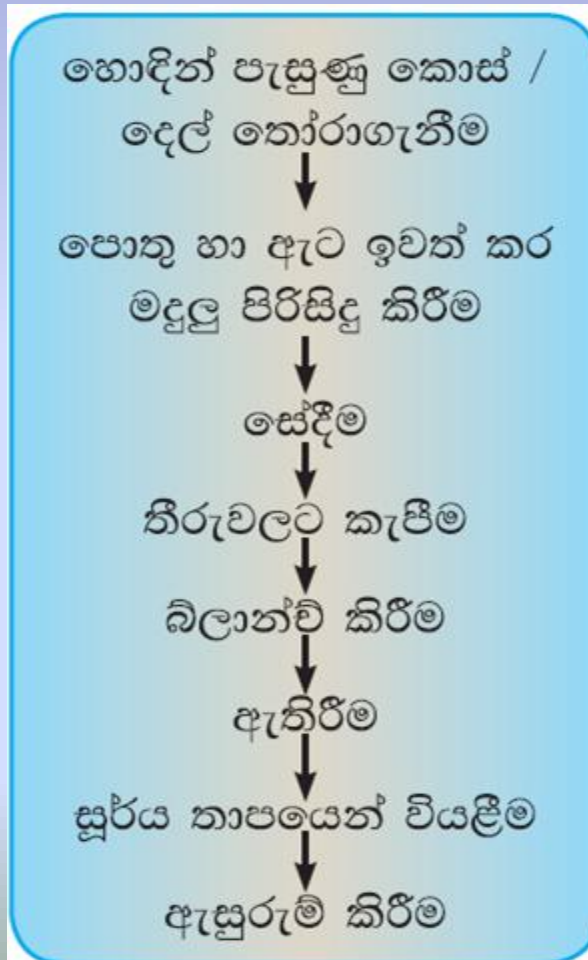 හොඳින් පැසුණු කොස් /
දෙල් තෝරාගැනීම
පොතු හා ඇට ඉවත් කර
මදුලු පිරිසිදු කිරීම
සේදීම
තීරුවලට කැපීම
බ්ලාන්ච් කිරීම
ඇතිරීම
සූර්ය තාපයෙන් වියළීම
ඇසුරුම් කිරීම